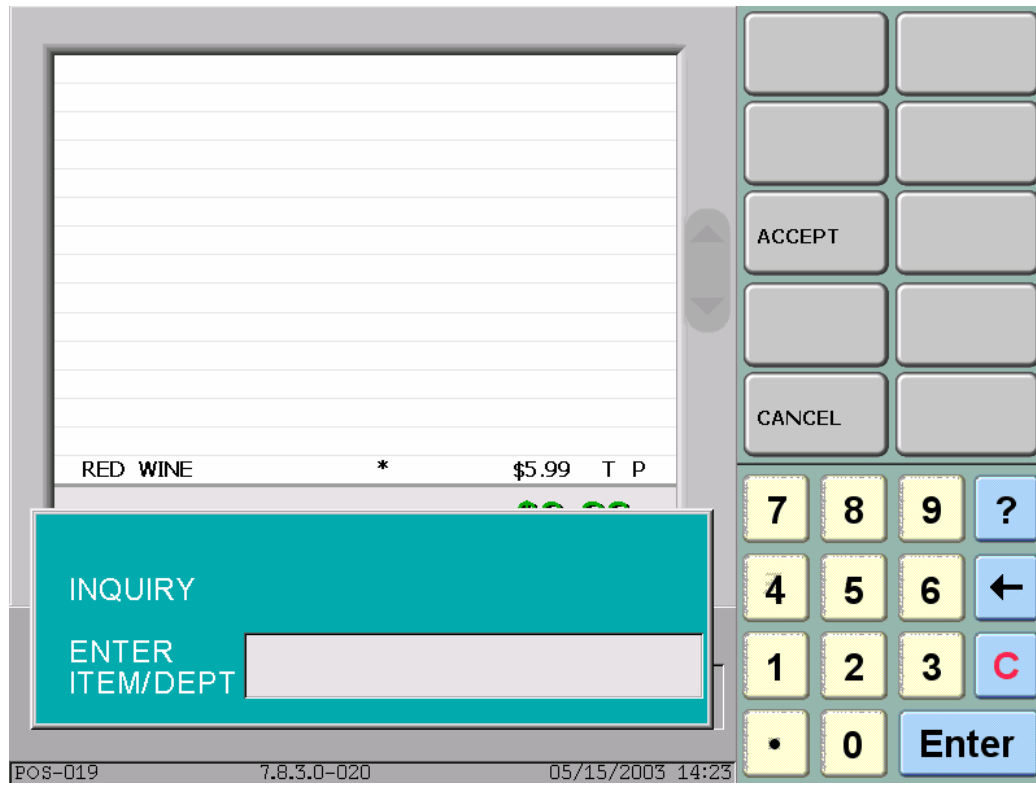 RED WINE * $5.99 T P
INQUIRY
ENTER
ITEM/DEPT
POS-019 7.8.3.0-020 05/15/2003 14:23
ACCEPT
CANCEL
7 8 9 ?
4 5 6 ←
1 2 3 C
. 0 Enter